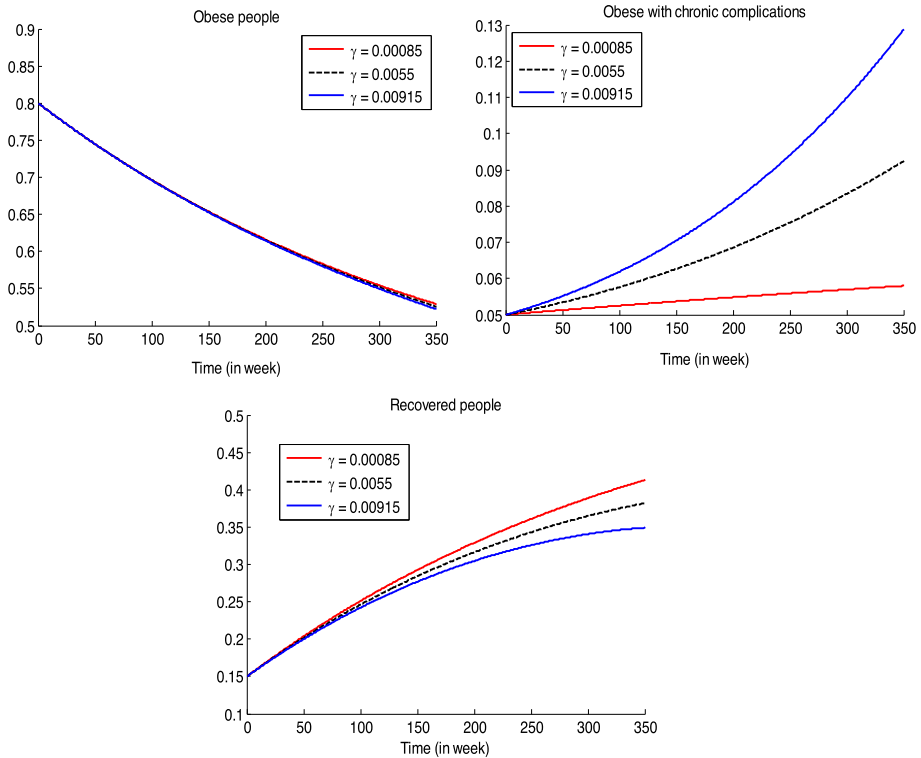 Obese people
0.9
γ = 0.00085
γ = 0.0055
γ = 0.00915
0.85
0.8
0.75
0.7
0.65
0.6
0.55
0.5
0 50 100 150 200 250 300 350
Time (in week)
Obese with chronic complications
0.13
γ = 0.00085
γ = 0.0055
γ = 0.00915
0.12
0.13
0.11
0.1
0.09
0.08
0.07
0.06
0.05
0 50 100 150 200 250 300 350
Time (in week)
Recovered people
0.5
γ = 0.00085
γ = 0.0055
γ = 0.00915
0.45
0.4
0.35
0.3
0.25
0.2
0.15
0.1
0 50 100 150 200 250 300 350
Time (in week)